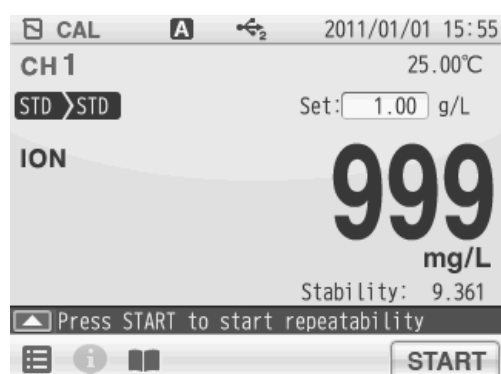 CAL A 2 2011/01/01 15:55
CH1 25.00℃
STD STD Set: 1.00 g/L
ION 999
mg/L
Stability: 9.361
Press START to start repeatability
i START